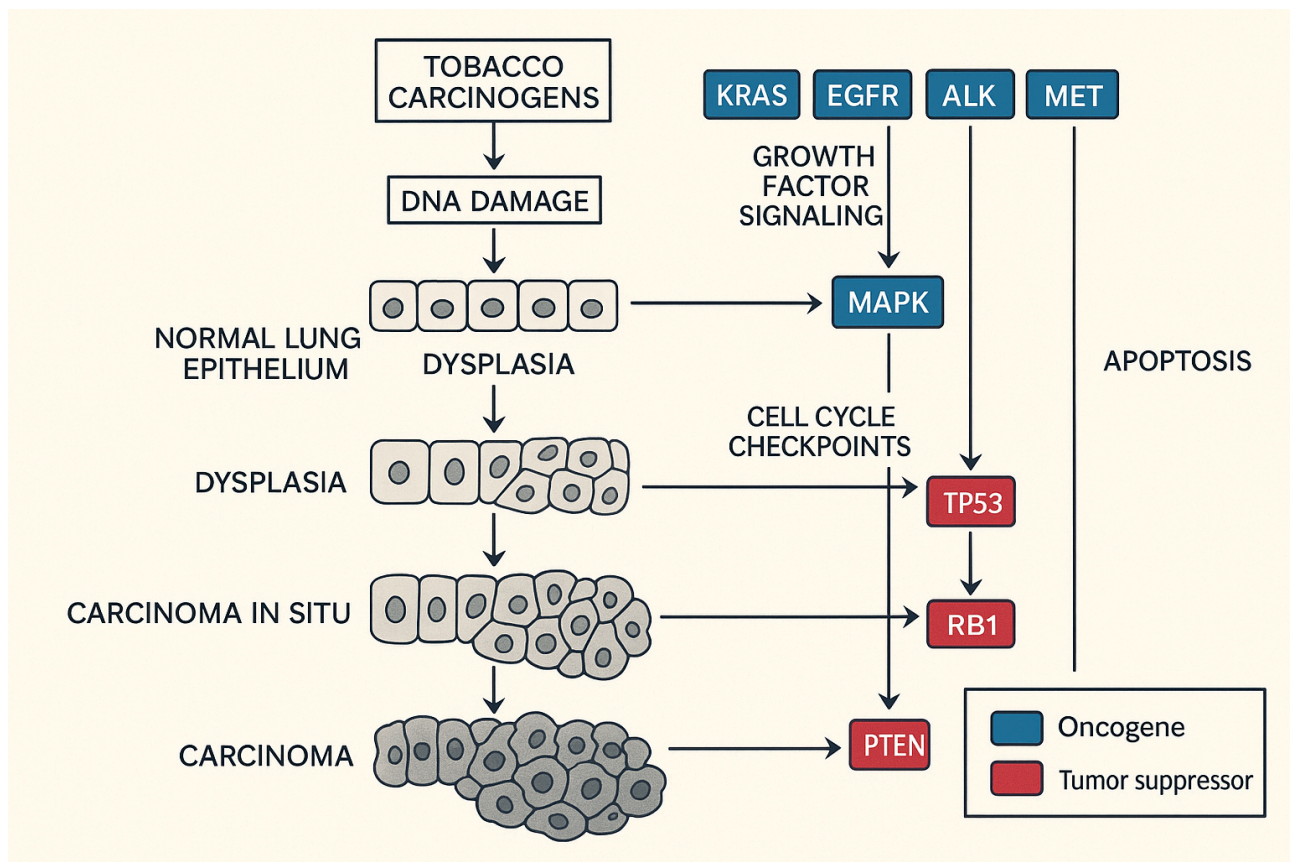 TOBACCO
CARCINOGENS
DNA DAMAGE
KRAS
EGFR
ALK
MET
GROWTH
FACTOR
SIGNALING
MAPK
NORMAL LUNG
EPITHELIUM
DYSPLASIA
APOPTOSIS
CELL CYCLE
CHECKPOINTS
DYSPLASIA
TP53
CARCINOMA IN SITU
RB1
CARCINOMA
PTEN
Oncogene
Tumor suppressor